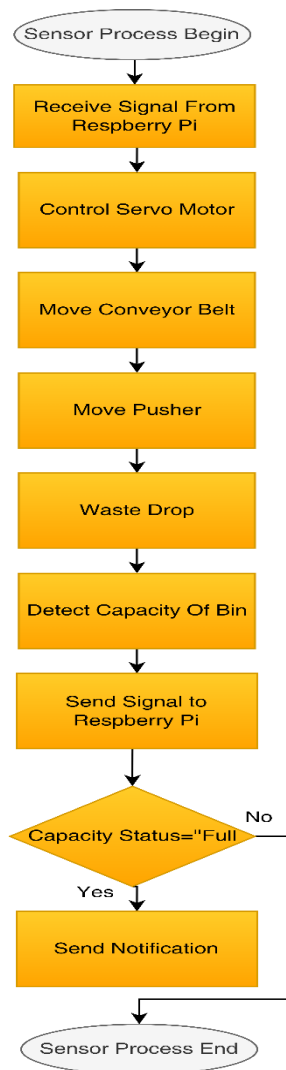 Sensor Process Begin
Receive Signal From
Respberry Pi
Control Servo Motor
Move Conveyor Belt
Move Pusher
Waste Drop
Detect Capacity Of Bin
Send Signal to
Respberry Pi
Capacity Status="Full
No
Yes
Send Notification
Sensor Process End